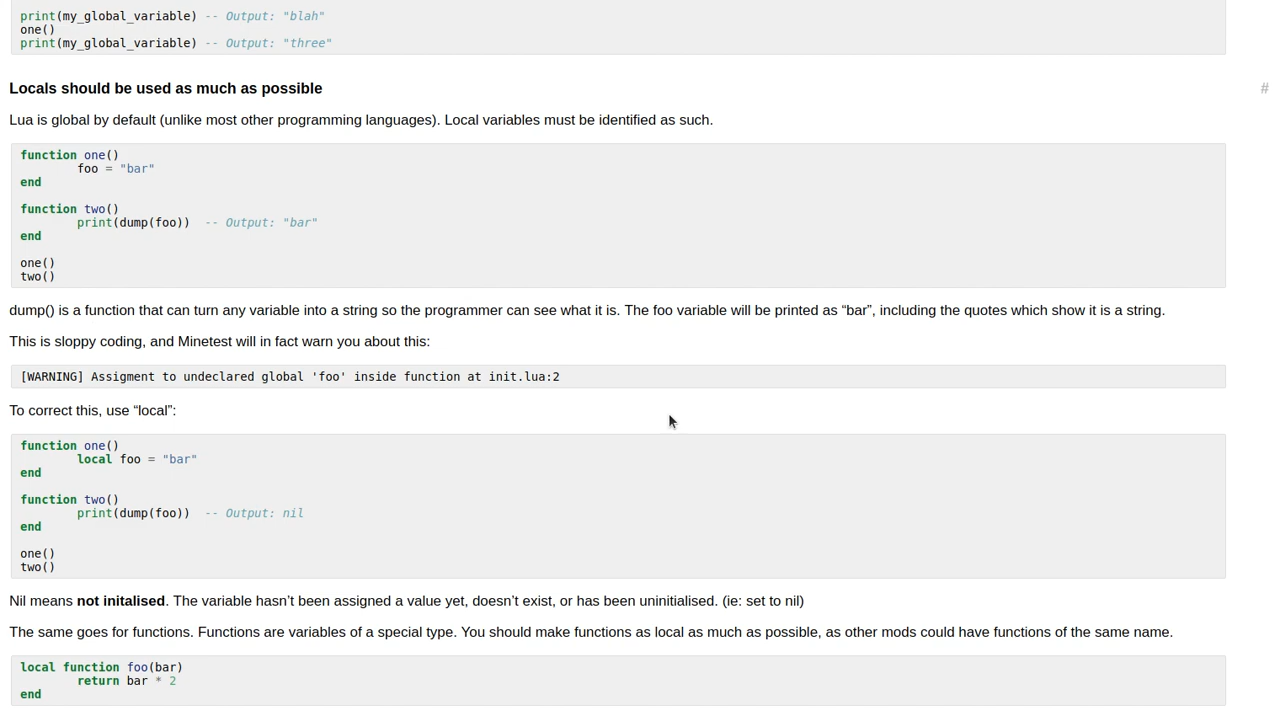 print(my_global_variable) -- Output: "blah"
one()
print(my_global_variable) -- Output: "three"
Locals should be used as much as possible
#
Lua is global by default (unlike most other programming languages). Local variables must be identified as such.
function one()
        foo = "bar"
end
function two()
        print(dump(foo))  -- Output: "bar"
end
one()
two()
dump() is a function that can turn any variable into a string so the programmer can see what it is. The foo variable will be printed as “bar”, including the quotes which show it is a string.
This is sloppy coding, and Minetest will in fact warn you about this:
[WARNING] Assigment to undeclared global 'foo' inside function at init.lua:2
To correct this, use “local”:
function one()
        local foo = "bar"
end
function two()
        print(dump(foo))  -- Output: nil
end
one()
two()
Nil means not initalised. The variable hasn’t been assigned a value yet, doesn’t exist, or has been uninitialised. (ie: set to nil)
The same goes for functions. Functions are variables of a special type. You should make functions as local as much as possible, as other mods could have functions of the same name.
local function foo(bar)
        return bar * 2
end